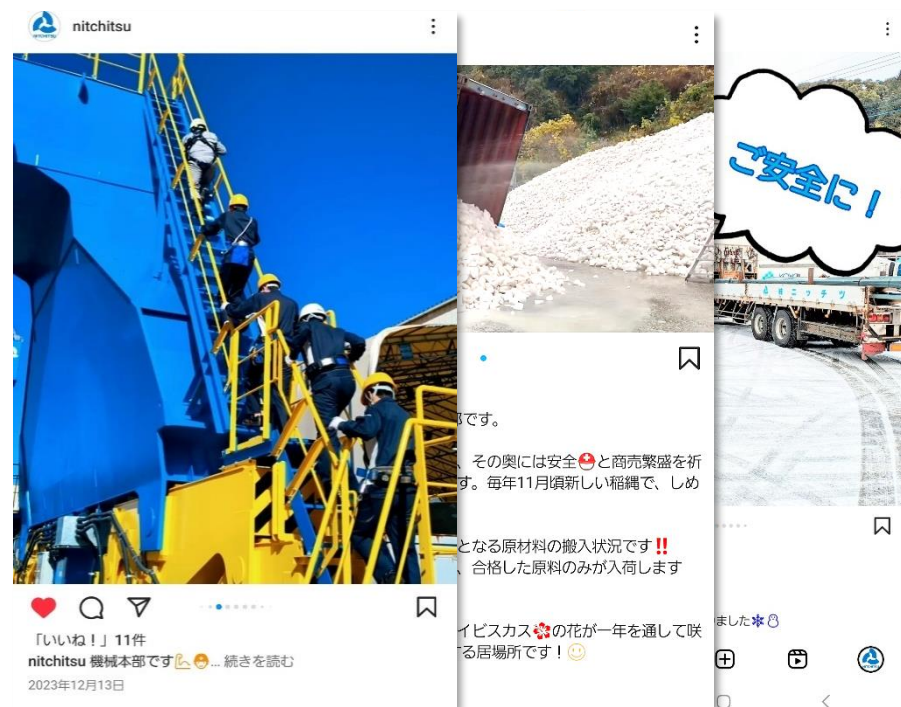 nitchitsu
「いいね！」11件
nitchitsu 機械本部です💪👷... 続きを読む
2023年12月13日
です。
、その奥には安全⛑️と商売繁盛を祈
す。毎年11月頃新しい稲縄で、しめ
となる原材料の搬入状況です‼️
、合格した原料のみが入荷します
イビスカス🌺の花が一年を通して咲
る居場所です！🙂
ご安全に！
ニッチツ
ました❄️☃️